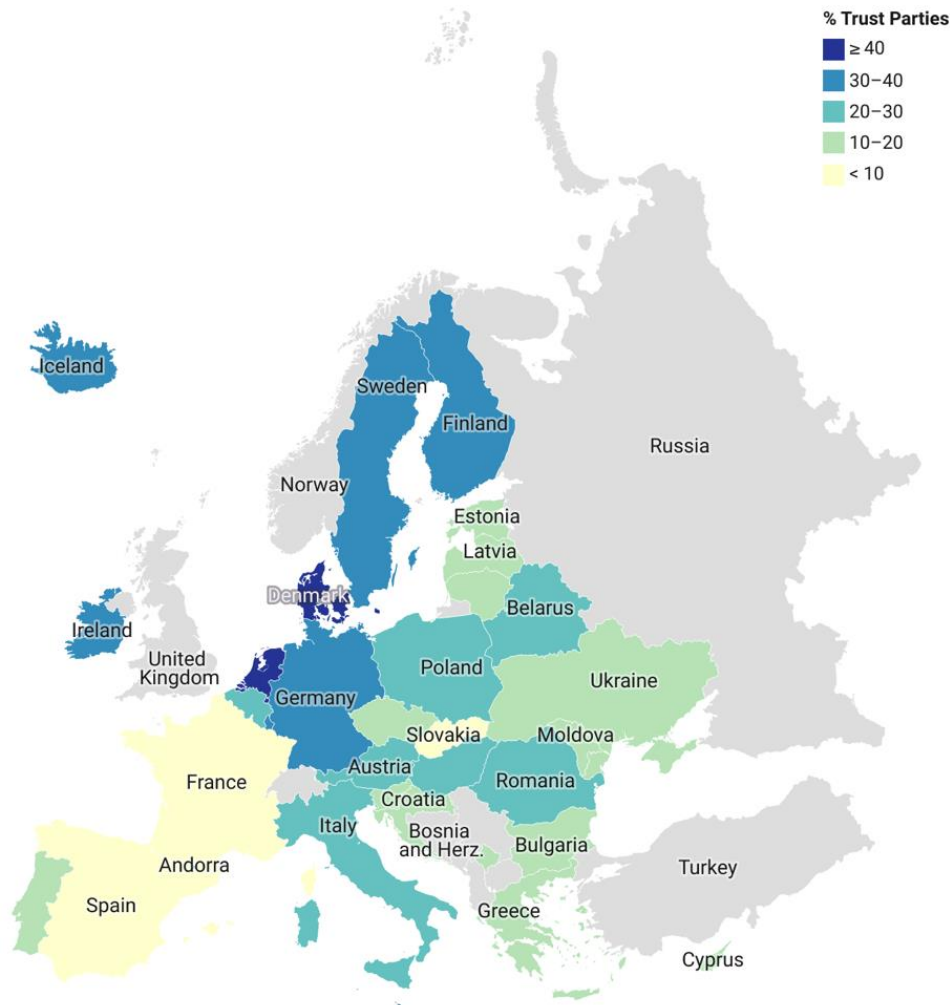 % Trust Parties
≥ 40
30–40
20–30
10–20
< 10
Iceland
Sweden
Finland
Russia
Norway
Estonia
Latvia
Denmark
Belarus
Ireland
United
Kingdom
Poland
Ukraine
Germany
Slovakia
Moldova
Austria
France
Romania
Croatia
Italy
Bosnia
and Herz.
Bulgaria
Andorra
Turkey
Spain
Greece
Cyprus